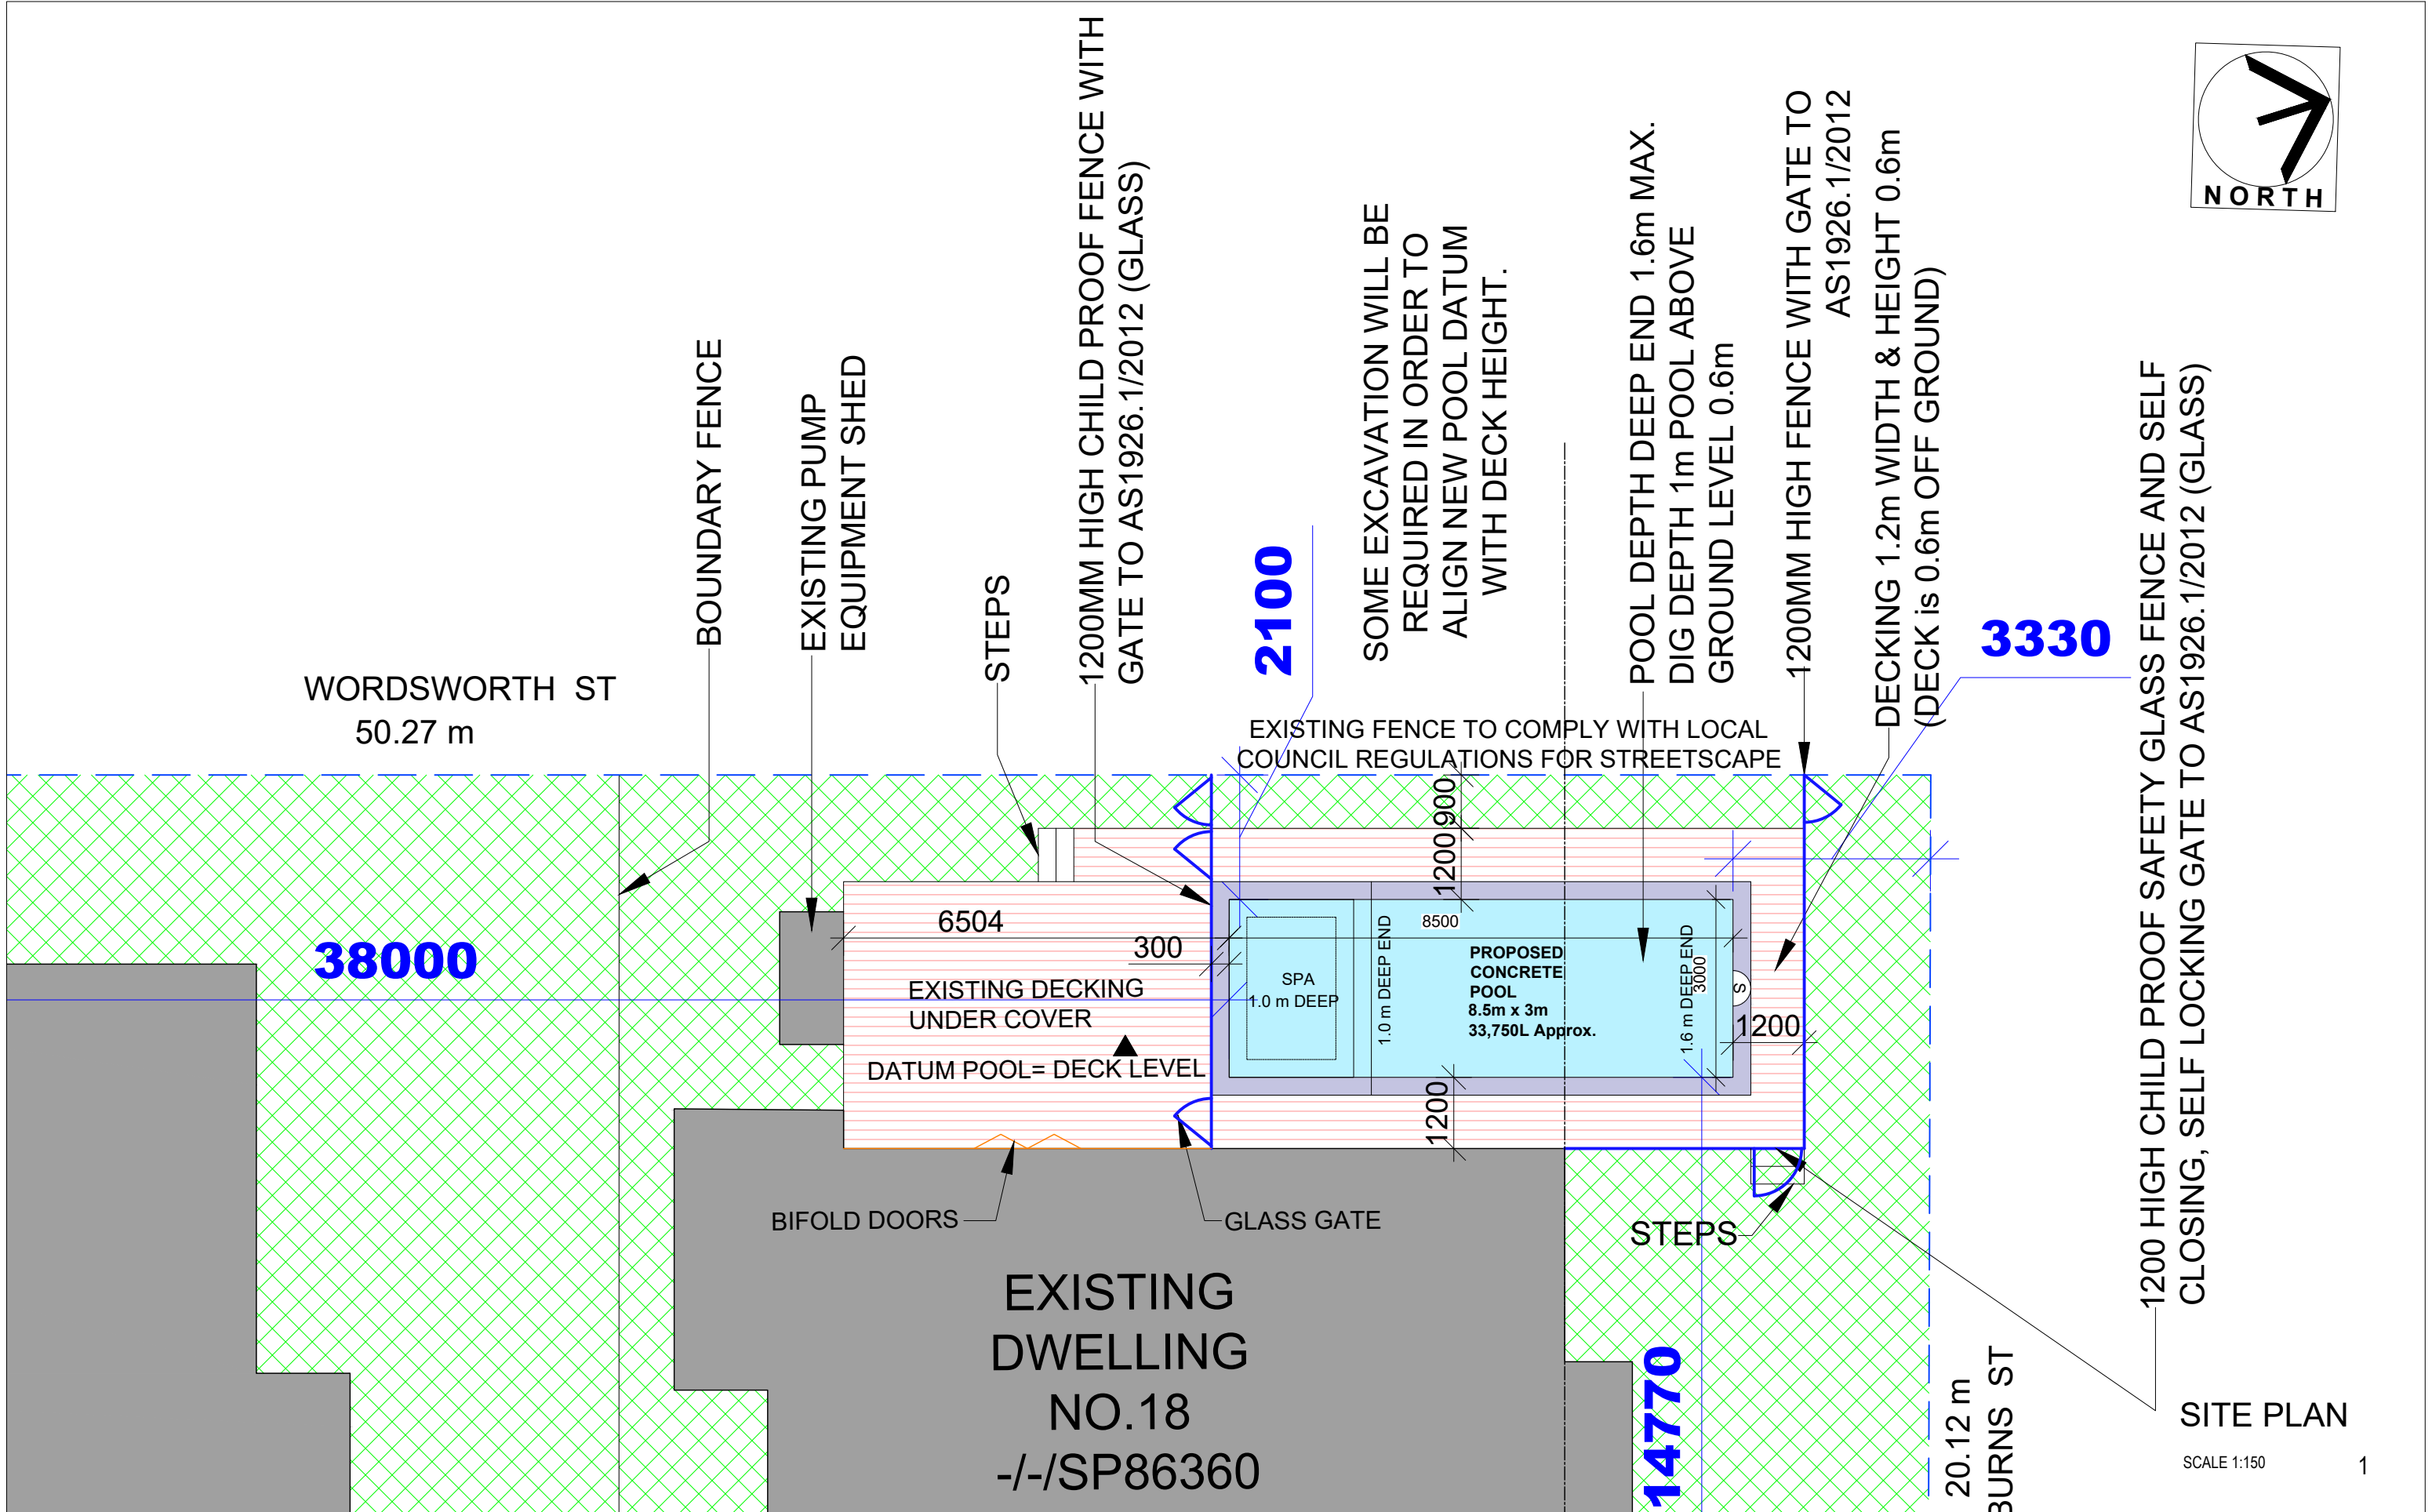 NORTH
BOUNDARY FENCE
EXISTING PUMP
EQUIPMENT SHED
STEPS
1200MM HIGH CHILD PROOF FENCE WITH
GATE TO AS1926.1/2012 (GLASS)
2100
SOME EXCAVATION WILL BE
REQUIRED IN ORDER TO
ALIGN NEW POOL DATUM
WITH DECK HEIGHT.
POOL DEPTH DEEP END 1.6m MAX.
DIG DEPTH 1m POOL ABOVE
GROUND LEVEL 0.6m
1200MM HIGH FENCE WITH GATE TO
AS1926.1/2012
DECKING 1.2m WIDTH & HEIGHT 0.6m
(DECK is 0.6m OFF GROUND)
3330
1200 HIGH CHILD PROOF SAFETY GLASS FENCE AND SELF
CLOSING, SELF LOCKING GATE TO AS1926.1/2012 (GLASS)
WORDSWORTH ST
50.27 m
EXISTING FENCE TO COMPLY WITH LOCAL
COUNCIL REGULATIONS FOR STREETSCAPE
900
1200
38000
6504
300
8500
EXISTING DECKING
UNDER COVER
DATUM POOL= DECK LEVEL
SPA
1.0 m DEEP
1.0 m DEEP END
PROPOSED
CONCRETE
POOL
8.5m x 3m
33,750L Approx.
1.6 m DEEP END
3000
S
1200
1200
BIFOLD DOORS
GLASS GATE
STEPS
EXISTING
DWELLING
NO.18
-/-/SP86360
14770
20.12 m
BURNS ST
SITE PLAN
SCALE 1:150
1